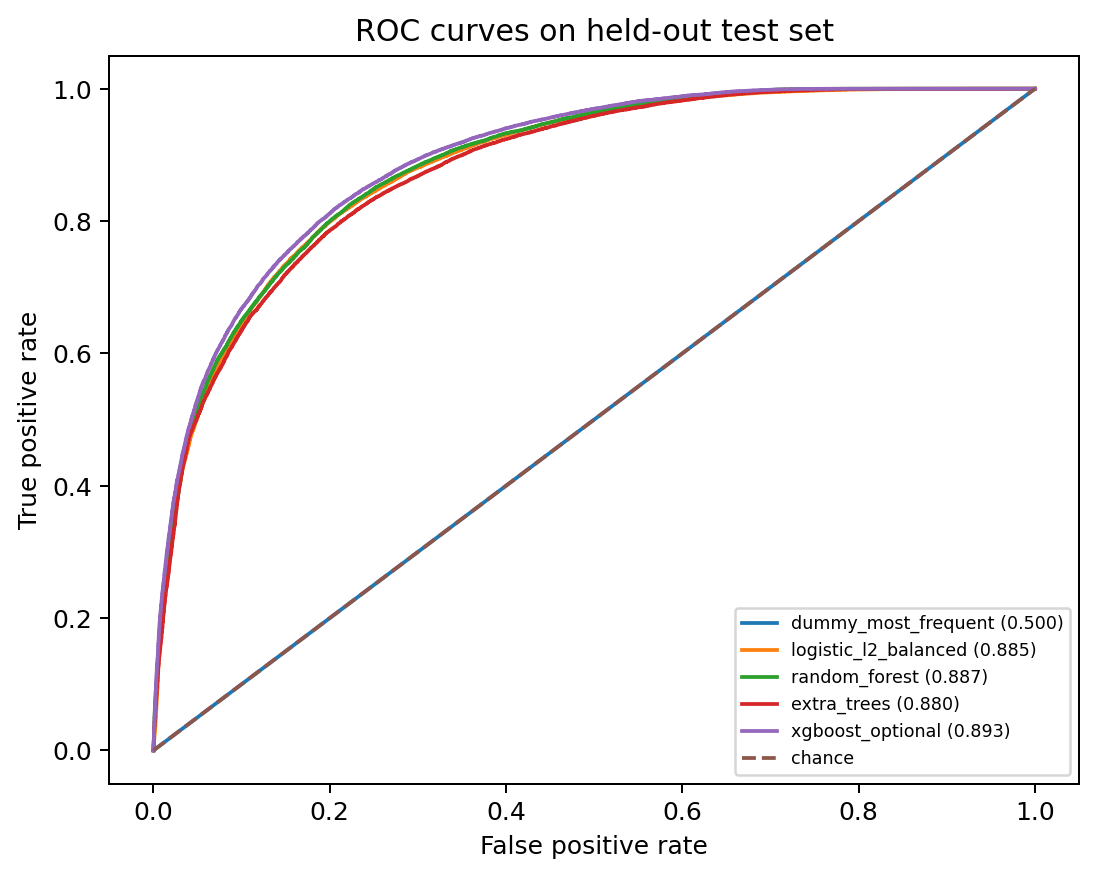 ROC curves on held-out test set
True positive rate
1.0
0.8
0.6
0.4
0.2
0.0
0.0 0.2 0.4 0.6 0.8 1.0
False positive rate
dummy_most_frequent (0.500)
logistic_l2_balanced (0.885)
random_forest (0.887)
extra_trees (0.880)
xgboost_optional (0.893)
chance